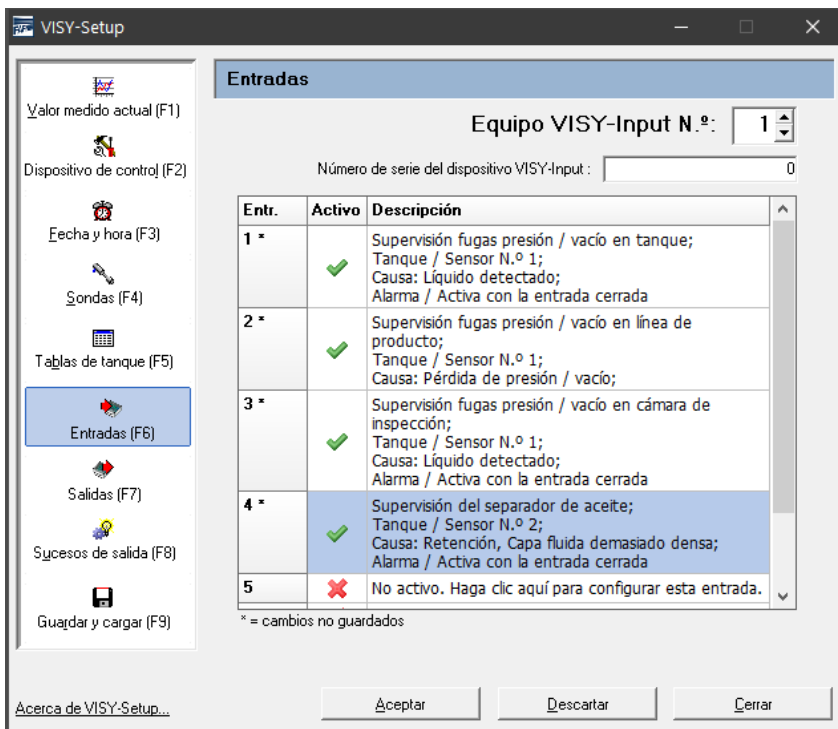 VISY-Setup
Valor medido actual (F1)
Dispositivo de control (F2)
Fecha y hora (F3)
Sondas (F4)
Tablas de tanque (F5)
Entradas (F6)
Salidas (F7)
Sucesos de salida (F8)
Guardar y cargar (F9)
Acerca de VISY-Setup...
Entradas
Equipo VISY-Input N.º: 1
Número de serie del dispositivo VISY-Input : 0
Entr. Activo Descripción
1 * Supervisión fugas presión / vacío en tanque;
Tanque / Sensor N.º 1;
Causa: Líquido detectado;
Alarma / Activa con la entrada cerrada
2 * Supervisión fugas presión / vacío en línea de
producto;
Tanque / Sensor N.º 1;
Causa: Pérdida de presión / vacío;
3 * Supervisión fugas presión / vacío en cámara de
inspección;
Tanque / Sensor N.º 1;
Causa: Líquido detectado;
Alarma / Activa con la entrada cerrada
4 * Supervisión del separador de aceite;
Tanque / Sensor N.º 2;
Causa: Retención, Capa fluida demasiado densa;
Alarma / Activa con la entrada cerrada
5 No activo. Haga clic aquí para configurar esta entrada.
* = cambios no guardados
Aceptar Descartar Cerrar